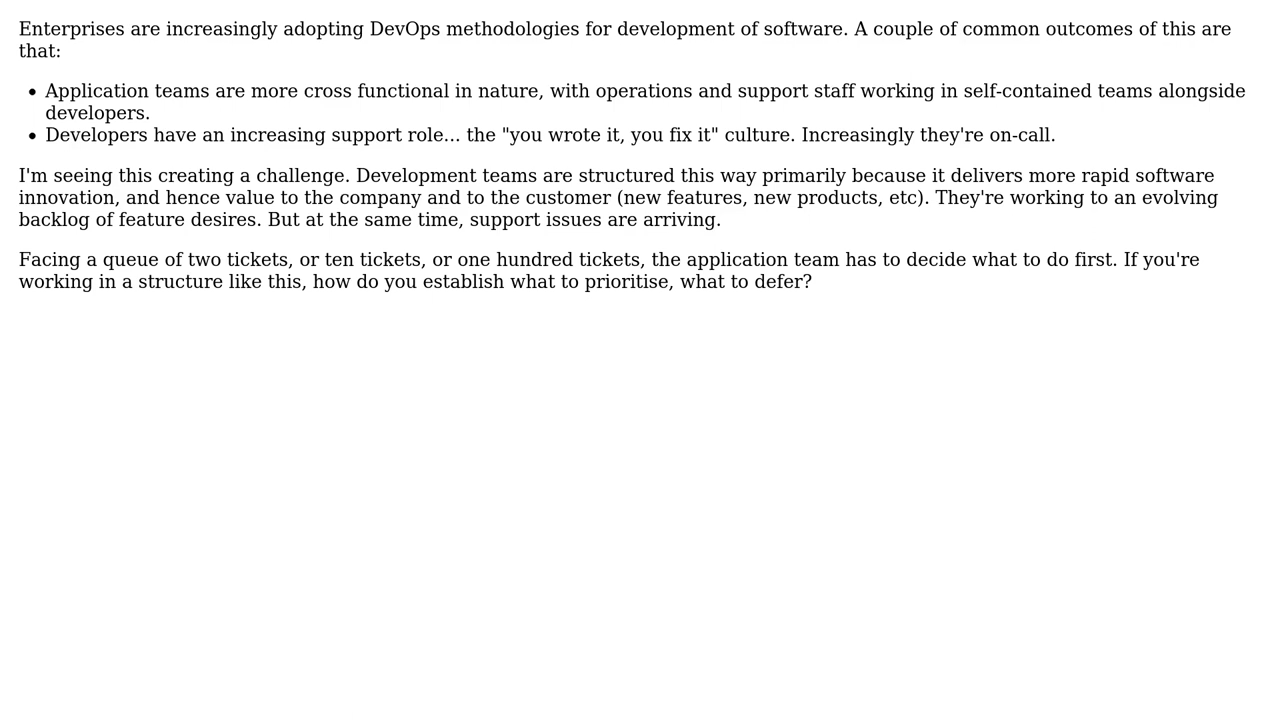 Enterprises are increasingly adopting DevOps methodologies for development of software. A couple of common outcomes of this are
that:
• Application teams are more cross functional in nature, with operations and support staff working in self-contained teams alongside
developers.
• Developers have an increasing support role... the "you wrote it, you fix it" culture. Increasingly they're on-call.
I'm seeing this creating a challenge. Development teams are structured this way primarily because it delivers more rapid software
innovation, and hence value to the company and to the customer (new features, new products, etc). They're working to an evolving
backlog of feature desires. But at the same time, support issues are arriving.
Facing a queue of two tickets, or ten tickets, or one hundred tickets, the application team has to decide what to do first. If you're
working in a structure like this, how do you establish what to prioritise, what to defer?